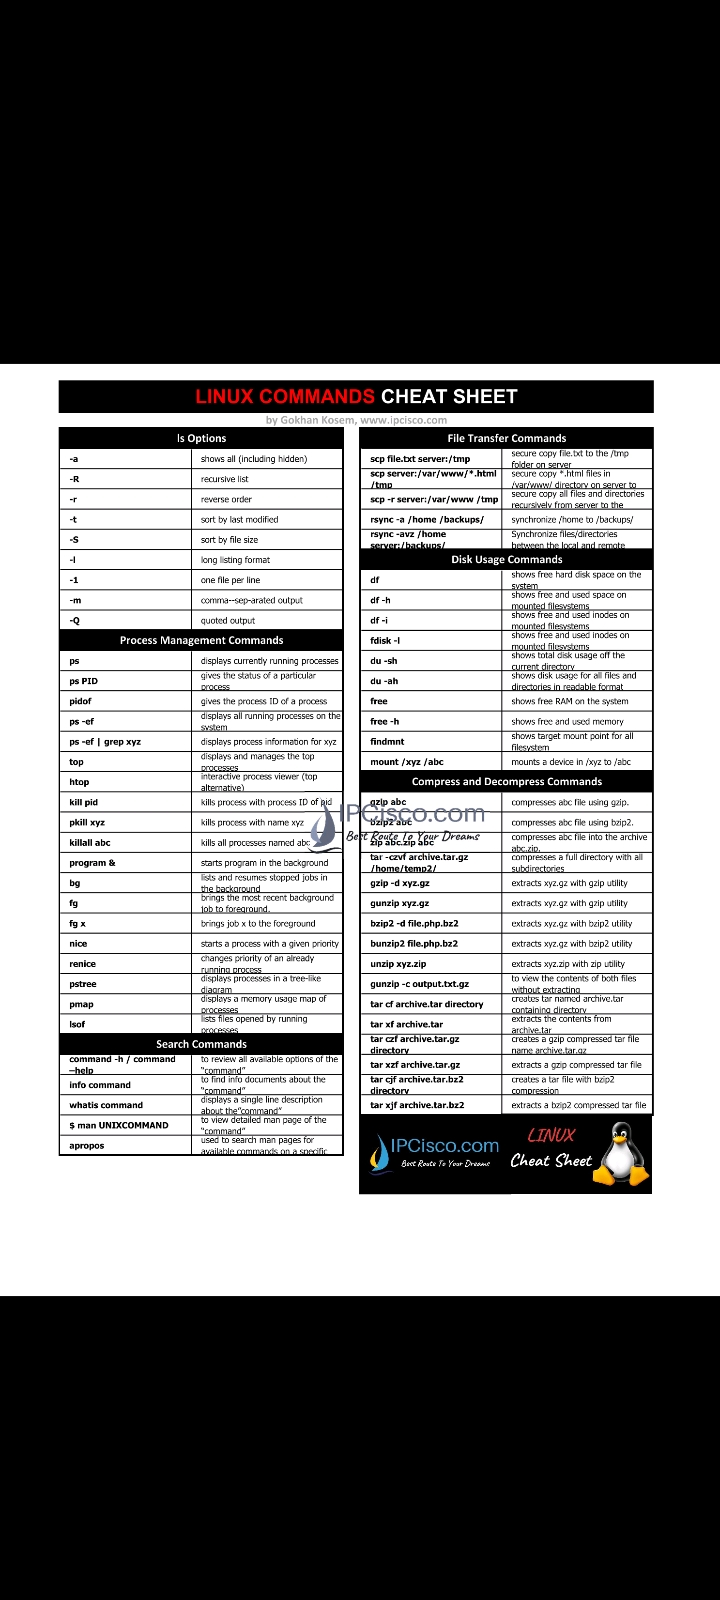 LINUX COMMANDS CHEAT SHEET
by Gokhan Kosem, www.ipcisco.com
ls Options
-a shows all (including hidden)
-R recursive list
-r reverse order
-t sort by last modified
-S sort by file size
-l long listing format
-1 one file per line
-m comma--sep-arated output
-Q quoted output
Process Management Commands
ps displays currently running processes
ps PID gives the status of a particular
process
pidof gives the process ID of a process
ps -ef displays all running processes on the
system
ps -ef | grep xyz displays process information for xyz
top displays and manages the top
processes
htop interactive process viewer (top
alternative)
kill pid kills process with process ID of pid
pkill xyz kills process with name xyz
killall abc kills all processes named abc
program & starts program in the background
bg lists and resumes stopped jobs in
the background
fg brings the most recent background
job to foreground.
fg x brings job x to the foreground
nice starts a process with a given priority
renice changes priority of an already
running process
pstree displays processes in a tree-like
diagram
pmap displays a memory usage map of
processes
lsof lists files opened by running
processes
Search Commands
command -h / command
--help
to review all available options of the
"command"
info command to find info documents about the
"command"
whatis command displays a single line description
about the"command"
$ man UNIXCOMMAND to view detailed man page of the
"command"
apropos used to search man pages for
available commands on a specific
File Transfer Commands
scp file.txt server:/tmp secure copy file.txt to the /tmp
folder on server
scp server:/var/www/*.html
/tmp
secure copy *.html files in
/var/www/ directory on server to
scp -r server:/var/www /tmp secure copy all files and directories
recursively from server to the
rsync -a /home /backups/ synchronize /home to /backups/
rsync -avz /home
server:/backups/
Synchronize files/directories
between the local and remote
Disk Usage Commands
df shows free hard disk space on the
system
df -h shows free and used space on
mounted filesystems
df -i shows free and used inodes on
mounted filesystems
fdisk -l shows free and used inodes on
mounted filesystems
du -sh shows total disk usage off the
current directory
du -ah shows disk usage for all files and
directories in readable format
free shows free RAM on the system
free -h shows free and used memory
findmnt shows target mount point for all
filesystem
mount /xyz /abc mounts a device in /xyz to /abc
Compress and Decompress Commands
gzip abc compresses abc file using gzip.
bzip2 abc compresses abc file using bzip2.
zip abc.zip abc compresses abc file into the archive
abc.zip.
tar -czvf archive.tar.gz
/home/temp2/
compresses a full directory with all
subdirectories
gzip -d xyz.gz extracts xyz.gz with gzip utility
gunzip xyz.gz extracts xyz.gz with gzip utility
bzip2 -d file.php.bz2 extracts xyz.gz with bzip2 utility
bunzip2 file.php.bz2 extracts xyz.gz with bzip2 utility
unzip xyz.zip extracts xyz.zip with zip utility
gunzip -c output.txt.gz to view the contents of both files
without extracting
tar cf archive.tar directory creates tar named archive.tar
containing directory
tar xf archive.tar extracts the contents from
archive.tar
tar czf archive.tar.gz
directory
creates a gzip compressed tar file
name archive.tar.gz
tar xzf archive.tar.gz extracts a gzip compressed tar file
tar cjf archive.tar.bz2
directory
creates a tar file with bzip2
compression
tar xjf archive.tar.bz2 extracts a bzip2 compressed tar file
IPCisco.com
Best Route To Your Dreams
IPCisco.com
Best Route To Your Dreams
LINUX
Cheat Sheet